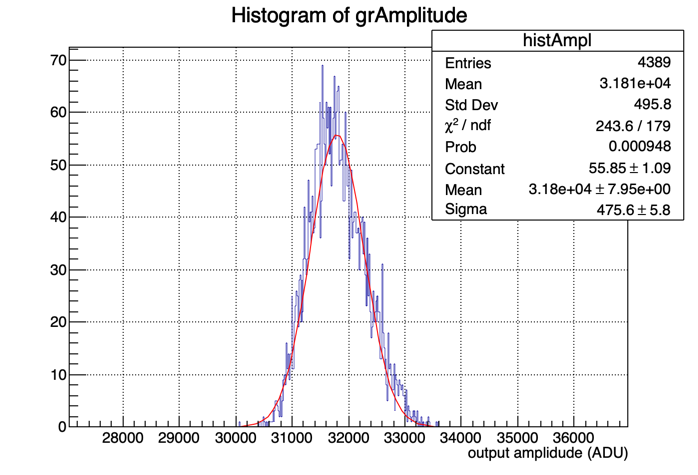 Histogram of grAmplitude
histAmpl
Entries 4389
Mean 3.181e+04
Std Dev 495.8
χ² / ndf 243.6 / 179
Prob 0.000948
Constant 55.85 ± 1.09
Mean 3.18e+04 ± 7.95e+00
Sigma 475.6 ± 5.8
70
60
50
40
30
20
10
0
28000 29000 30000 31000 32000 33000 34000 35000 36000
output amplidude (ADU)